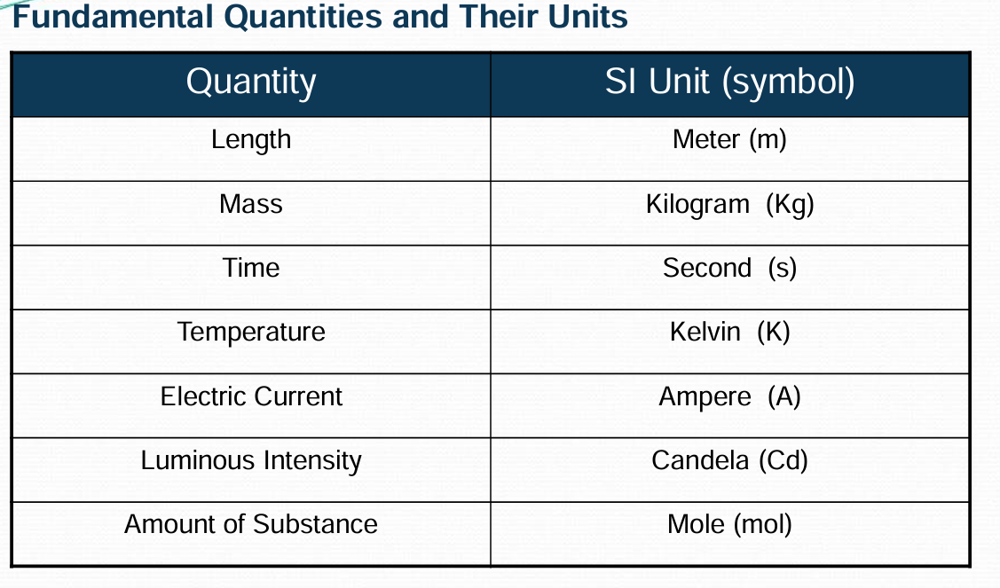 Fundamental Quantities and Their Units
Quantity SI Unit (symbol)
Length Meter (m)
Mass Kilogram (Kg)
Time Second (s)
Temperature Kelvin (K)
Electric Current Ampere (A)
Luminous Intensity Candela (Cd)
Amount of Substance Mole (mol)